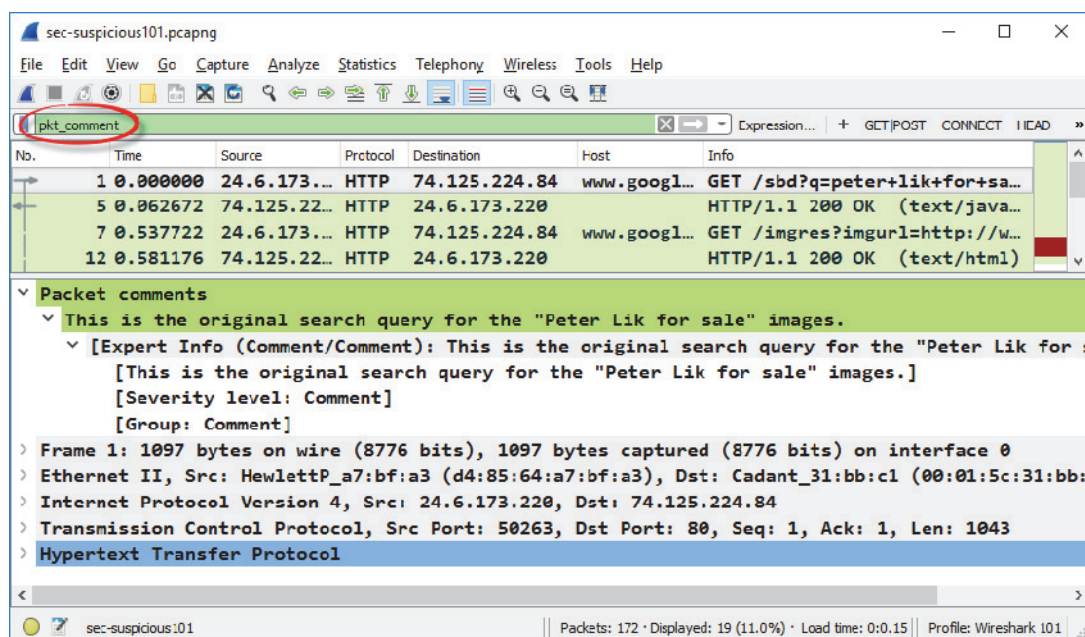 sec-suspicious101.pcapng
File Edit View Go Capture Analyze Statistics Telephony Wireless Tools Help
pkt_comment Expression... + GET|POST CONNECT HEAD »
No. Time Source Protocol Destination Host Info
1 0.000000 24.6.173.… HTTP 74.125.224.84 www.googl… GET /sbd?q=peter+lik+for+sa…
5 0.062672 74.125.22… HTTP 24.6.173.220 HTTP/1.1 200 OK (text/java…
7 0.537722 24.6.173.… HTTP 74.125.224.84 www.googl… GET /imgres?imgurl=http://w…
12 0.581176 74.125.22… HTTP 24.6.173.220 HTTP/1.1 200 OK (text/html)
Packet comments
This is the original search query for the "Peter Lik for sale" images.
[Expert Info (Comment/Comment): This is the original search query for the "Peter Lik for
[This is the original search query for the "Peter Lik for sale" images.]
[Severity level: Comment]
[Group: Comment]
Frame 1: 1097 bytes on wire (8776 bits), 1097 bytes captured (8776 bits) on interface 0
Ethernet II, Src: HewlettP_a7:bf:a3 (d4:85:64:a7:bf:a3), Dst: Cadant_31:bb:c1 (00:01:5c:31:bb:
Internet Protocol Version 4, Src: 24.6.173.220, Dst: 74.125.224.84
Transmission Control Protocol, Src Port: 50263, Dst Port: 80, Seq: 1, Ack: 1, Len: 1043
Hypertext Transfer Protocol
sec-suspicious101 Packets: 172 · Displayed: 19 (11.0%) · Load time: 0:0.15 Profile: Wireshark 101